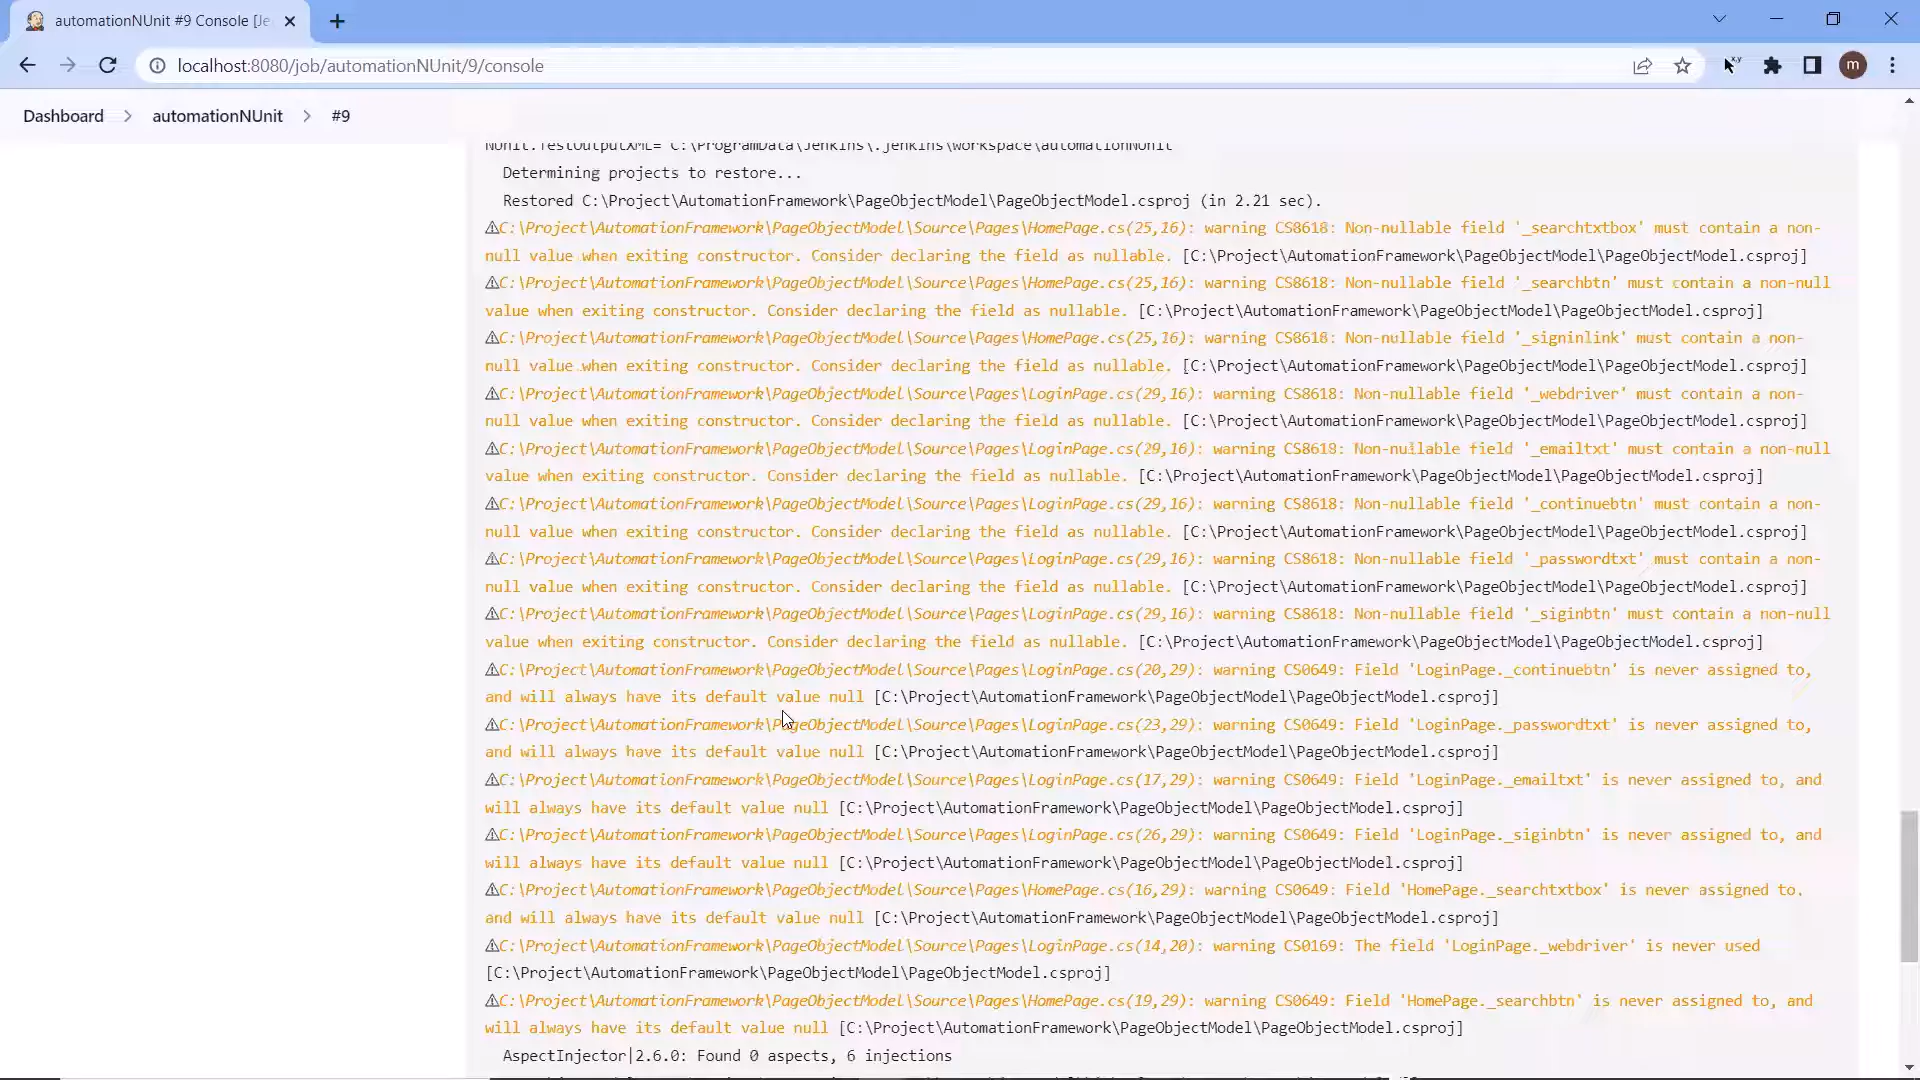 automationNUnit #9 Console [Je
localhost:8080/job/automationNUnit/9/console
m
Dashboard > automationNUnit > #9
NUnit.TestOutputXML= C:\ProgramData\Jenkins\.jenkins\workspace\automationNUnit
Determining projects to restore...
Restored C:\Project\AutomationFramework\PageObjectModel\PageObjectModel.csproj (in 2.21 sec).
⚠C:\Project\AutomationFramework\PageObjectModel\Source\Pages\HomePage.cs(25,16): warning CS8618: Non-nullable field '_searchtxtbox' must contain a non-
null value when exiting constructor. Consider declaring the field as nullable. [C:\Project\AutomationFramework\PageObjectModel\PageObjectModel.csproj]
⚠C:\Project\AutomationFramework\PageObjectModel\Source\Pages\HomePage.cs(25,16): warning CS8618: Non-nullable field '_searchbtn' must contain a non-null
value when exiting constructor. Consider declaring the field as nullable. [C:\Project\AutomationFramework\PageObjectModel\PageObjectModel.csproj]
⚠C:\Project\AutomationFramework\PageObjectModel\Source\Pages\HomePage.cs(25,16): warning CS8618: Non-nullable field '_signinlink' must contain a non-
null value when exiting constructor. Consider declaring the field as nullable. [C:\Project\AutomationFramework\PageObjectModel\PageObjectModel.csproj]
⚠C:\Project\AutomationFramework\PageObjectModel\Source\Pages\LoginPage.cs(29,16): warning CS8618: Non-nullable field '_webdriver' must contain a non-
null value when exiting constructor. Consider declaring the field as nullable. [C:\Project\AutomationFramework\PageObjectModel\PageObjectModel.csproj]
⚠C:\Project\AutomationFramework\PageObjectModel\Source\Pages\LoginPage.cs(29,16): warning CS8618: Non-nullable field '_emailtxt' must contain a non-null
value when exiting constructor. Consider declaring the field as nullable. [C:\Project\AutomationFramework\PageObjectModel\PageObjectModel.csproj]
⚠C:\Project\AutomationFramework\PageObjectModel\Source\Pages\LoginPage.cs(29,16): warning CS8618: Non-nullable field '_continuebtn' must contain a non-
null value when exiting constructor. Consider declaring the field as nullable. [C:\Project\AutomationFramework\PageObjectModel\PageObjectModel.csproj]
⚠C:\Project\AutomationFramework\PageObjectModel\Source\Pages\LoginPage.cs(29,16): warning CS8618: Non-nullable field '_passwordtxt' must contain a non-
null value when exiting constructor. Consider declaring the field as nullable. [C:\Project\AutomationFramework\PageObjectModel\PageObjectModel.csproj]
⚠C:\Project\AutomationFramework\PageObjectModel\Source\Pages\LoginPage.cs(29,16): warning CS8618: Non-nullable field '_siginbtn' must contain a non-null
value when exiting constructor. Consider declaring the field as nullable. [C:\Project\AutomationFramework\PageObjectModel\PageObjectModel.csproj]
⚠C:\Project\AutomationFramework\PageObjectModel\Source\Pages\LoginPage.cs(20,29): warning CS0649: Field 'LoginPage._continuebtn' is never assigned to,
and will always have its default value null [C:\Project\AutomationFramework\PageObjectModel\PageObjectModel.csproj]
⚠C:\Project\AutomationFramework\PageObjectModel\Source\Pages\LoginPage.cs(23,29): warning CS0649: Field 'LoginPage._passwordtxt' is never assigned to,
and will always have its default value null [C:\Project\AutomationFramework\PageObjectModel\PageObjectModel.csproj]
⚠C:\Project\AutomationFramework\PageObjectModel\Source\Pages\LoginPage.cs(17,29): warning CS0649: Field 'LoginPage._emailtxt' is never assigned to, and
will always have its default value null [C:\Project\AutomationFramework\PageObjectModel\PageObjectModel.csproj]
⚠C:\Project\AutomationFramework\PageObjectModel\Source\Pages\LoginPage.cs(26,29): warning CS0649: Field 'LoginPage._siginbtn' is never assigned to, and
will always have its default value null [C:\Project\AutomationFramework\PageObjectModel\PageObjectModel.csproj]
⚠C:\Project\AutomationFramework\PageObjectModel\Source\Pages\HomePage.cs(16,29): warning CS0649: Field 'HomePage._searchtxtbox' is never assigned to,
and will always have its default value null [C:\Project\AutomationFramework\PageObjectModel\PageObjectModel.csproj]
⚠C:\Project\AutomationFramework\PageObjectModel\Source\Pages\LoginPage.cs(14,20): warning CS0169: The field 'LoginPage._webdriver' is never used
[C:\Project\AutomationFramework\PageObjectModel\PageObjectModel.csproj]
⚠C:\Project\AutomationFramework\PageObjectModel\Source\Pages\HomePage.cs(19,29): warning CS0649: Field 'HomePage._searchbtn' is never assigned to, and
will always have its default value null [C:\Project\AutomationFramework\PageObjectModel\PageObjectModel.csproj]
AspectInjector|2.6.0: Found 0 aspects, 6 injections